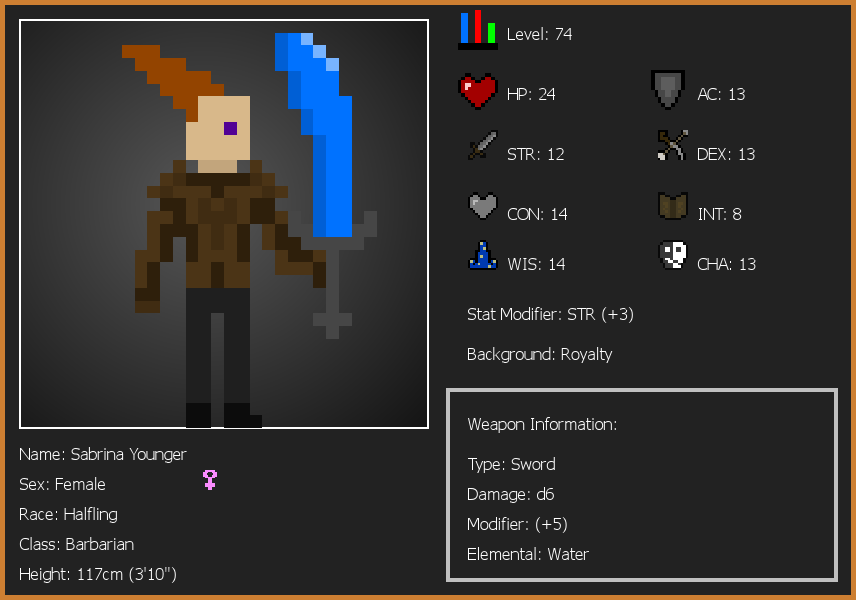 Level: 74
HP: 24
AC: 13
STR: 12
DEX: 13
CON: 14
INT: 8
WIS: 14
CHA: 13
Stat Modifier: STR (+3)
Background: Royalty
Weapon Information:
Type: Sword
Damage: d6
Modifier: (+5)
Elemental: Water
Name: Sabrina Younger
Sex: Female
Race: Halfling
Class: Barbarian
Height: 117cm (3'10")